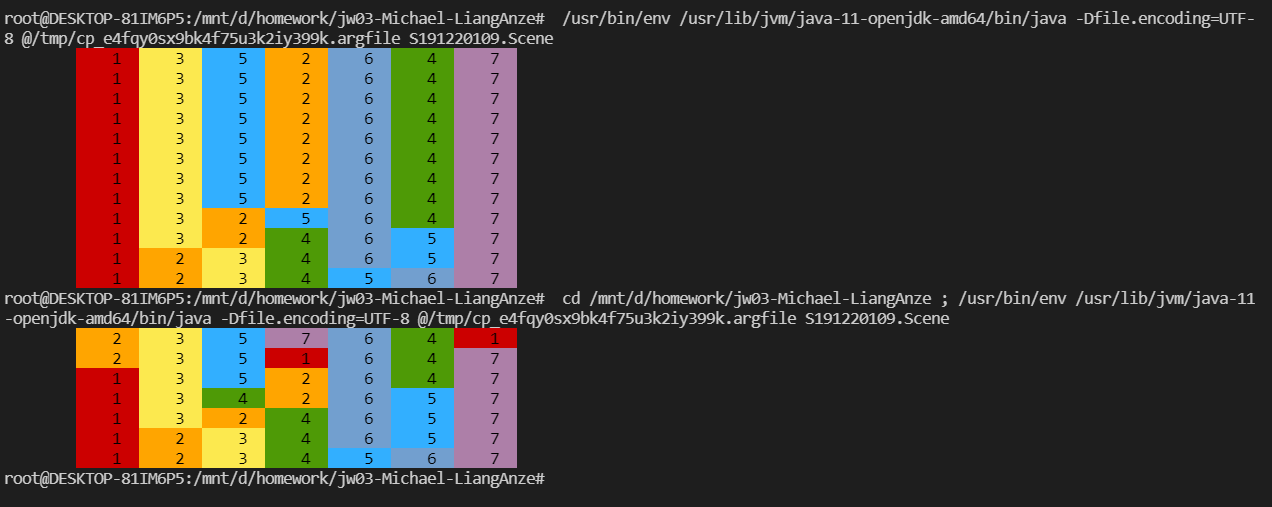 root@DESKTOP-81IM6P5:/mnt/d/homework/jw03-Michael-LiangAnze#  /usr/bin/env /usr/lib/jvm/java-11-openjdk-amd64/bin/java -Dfile.encoding=UTF-
8 @/tmp/cp_e4fqy0sx9bk4f75u3k2iy399k.argfile S191220109.Scene
1 3 5 2 6 4 7
1 3 5 2 6 4 7
1 3 5 2 6 4 7
1 3 5 2 6 4 7
1 3 5 2 6 4 7
1 3 5 2 6 4 7
1 3 5 2 6 4 7
1 3 5 2 6 4 7
1 3 2 5 6 4 7
1 3 2 4 6 5 7
1 2 3 4 6 5 7
1 2 3 4 5 6 7
root@DESKTOP-81IM6P5:/mnt/d/homework/jw03-Michael-LiangAnze#  cd /mnt/d/homework/jw03-Michael-LiangAnze ; /usr/bin/env /usr/lib/jvm/java-11
-openjdk-amd64/bin/java -Dfile.encoding=UTF-8 @/tmp/cp_e4fqy0sx9bk4f75u3k2iy399k.argfile S191220109.Scene
2 3 5 7 6 4 1
2 3 5 1 6 4 7
1 3 5 2 6 4 7
1 3 4 2 6 5 7
1 3 2 4 6 5 7
1 2 3 4 6 5 7
1 2 3 4 5 6 7
root@DESKTOP-81IM6P5:/mnt/d/homework/jw03-Michael-LiangAnze#